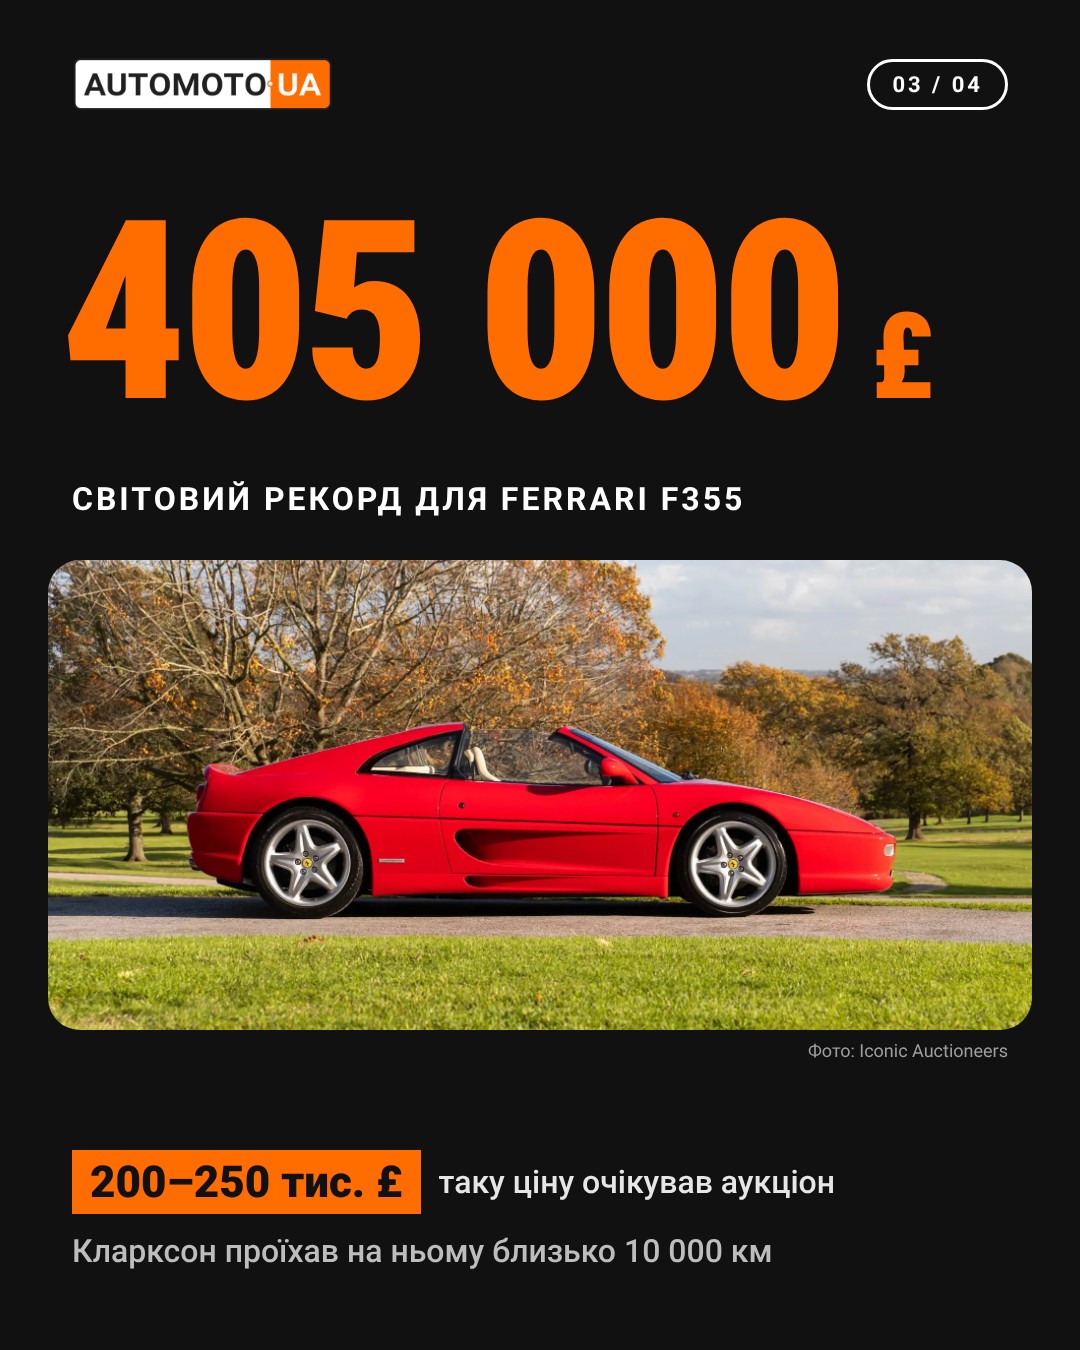 AUTOMOTO UA
03 / 04
405 000 £
СВІТОВИЙ РЕКОРД ДЛЯ FERRARI F355
Фото: Iconic Auctioneers
200–250 тис. £ таку ціну очікував аукціон
Кларксон проїхав на ньому близько 10 000 км